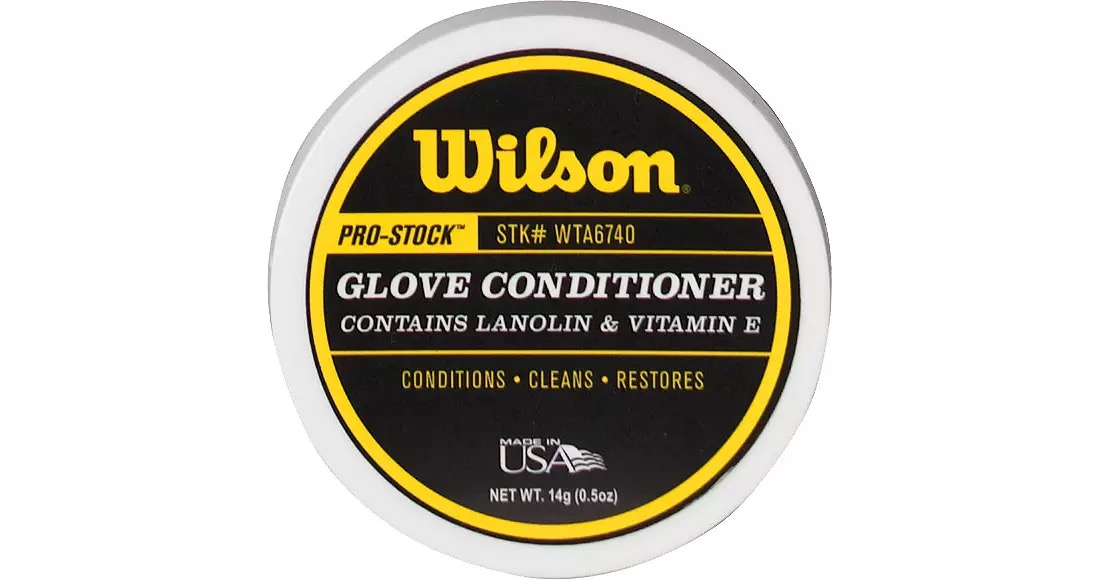 Wilson®
PRO-STOCK™ STK# WTA6740
GLOVE CONDITIONER
CONTAINS LANOLIN & VITAMIN E
CONDITIONS • CLEANS • RESTORES
MADE IN
USA
NET WT. 14g (0.5oz)